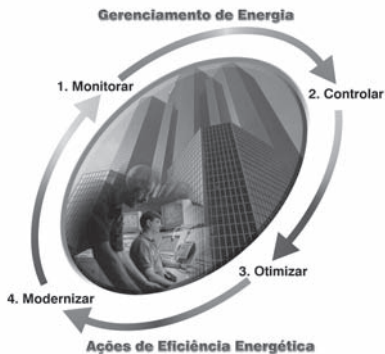 Gerenciamento de Energia
1. Monitorar
2. Controlar
3. Otimizar
4. Modernizar
Ações de Eficiência Energética